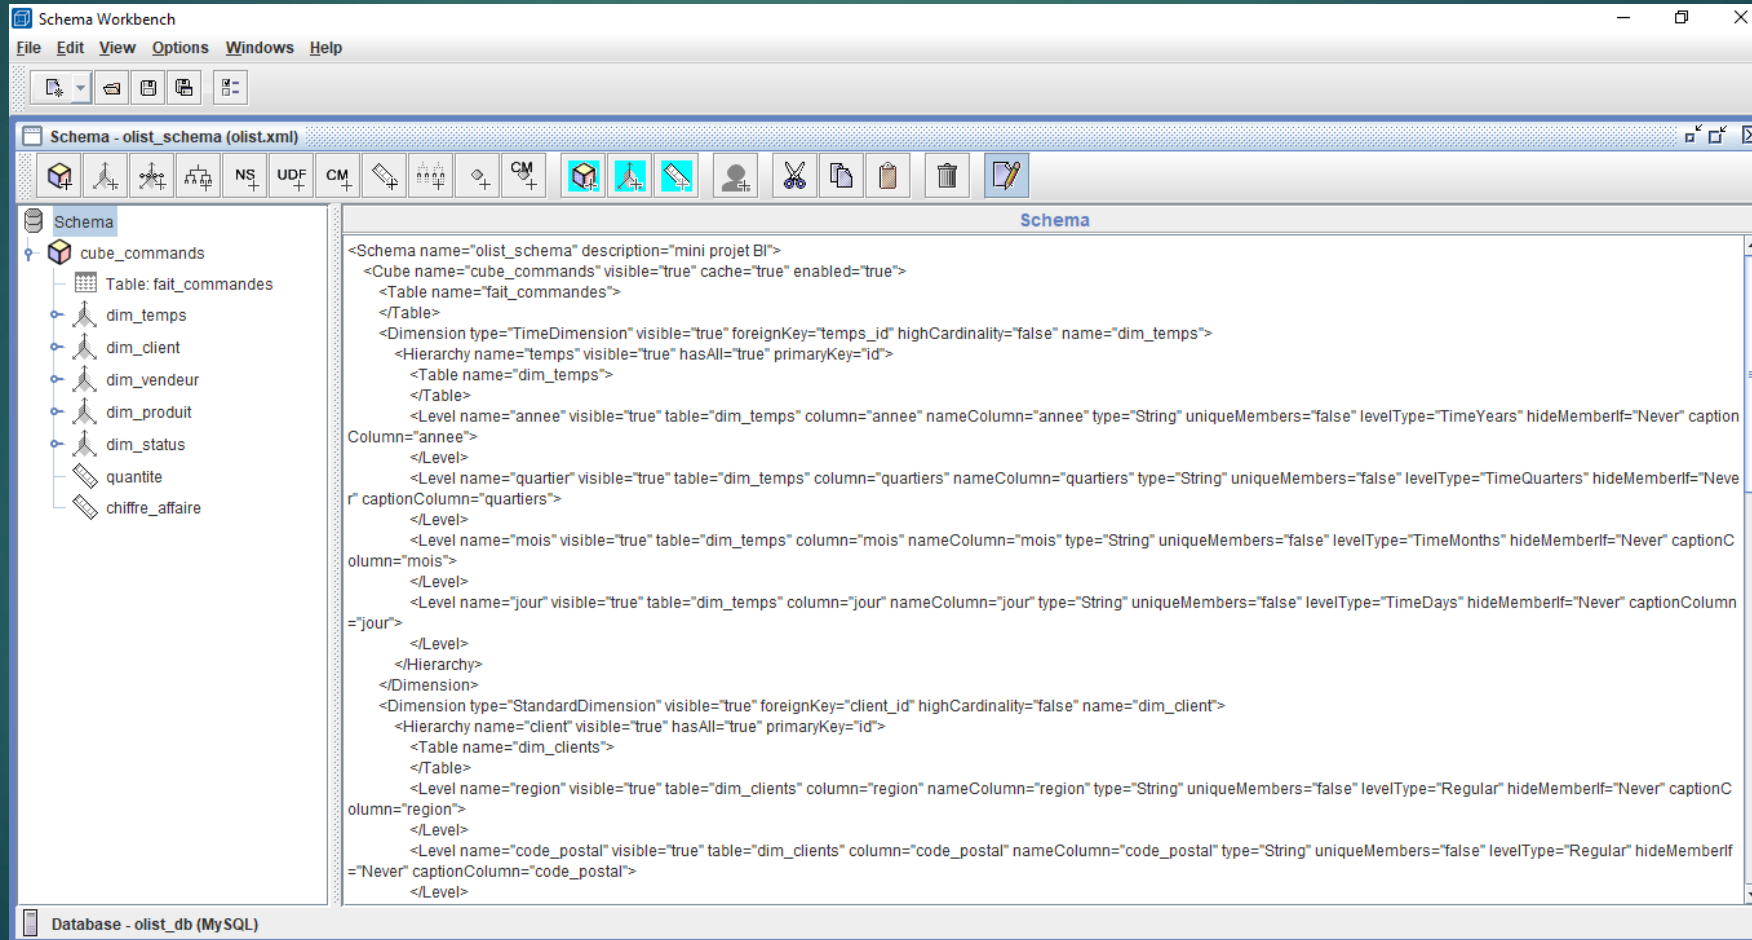 Schema Workbench
File Edit View Options Windows Help
Schema - olist_schema (olist.xml)
NS UDF CM CM
Schema
cube_commands
Table: fait_commandes
dim_temps
dim_client
dim_vendeur
dim_produit
dim_status
quantite
chiffre_affaire
Schema
<Schema name="olist_schema" description="mini projet BI">
<Cube name="cube_commands" visible="true" cache="true" enabled="true">
<Table name="fait_commandes">
</Table>
<Dimension type="TimeDimension" visible="true" foreignKey="temps_id" highCardinality="false" name="dim_temps">
<Hierarchy name="temps" visible="true" hasAll="true" primaryKey="id">
<Table name="dim_temps">
</Table>
<Level name="annee" visible="true" table="dim_temps" column="annee" nameColumn="annee" type="String" uniqueMembers="false" levelType="TimeYears" hideMemberIf="Never" caption
Column="annee">
</Level>
<Level name="quartier" visible="true" table="dim_temps" column="quartiers" nameColumn="quartiers" type="String" uniqueMembers="false" levelType="TimeQuarters" hideMemberIf="Neve
r" captionColumn="quartiers">
</Level>
<Level name="mois" visible="true" table="dim_temps" column="mois" nameColumn="mois" type="String" uniqueMembers="false" levelType="TimeMonths" hideMemberIf="Never" captionC
olumn="mois">
</Level>
<Level name="jour" visible="true" table="dim_temps" column="jour" nameColumn="jour" type="String" uniqueMembers="false" levelType="TimeDays" hideMemberIf="Never" captionColumn
="jour">
</Level>
</Hierarchy>
</Dimension>
<Dimension type="StandardDimension" visible="true" foreignKey="client_id" highCardinality="false" name="dim_client">
<Hierarchy name="client" visible="true" hasAll="true" primaryKey="id">
<Table name="dim_clients">
</Table>
<Level name="region" visible="true" table="dim_clients" column="region" nameColumn="region" type="String" uniqueMembers="false" levelType="Regular" hideMemberIf="Never" captionC
olumn="region">
</Level>
<Level name="code_postal" visible="true" table="dim_clients" column="code_postal" nameColumn="code_postal" type="String" uniqueMembers="false" levelType="Regular" hideMemberIf
="Never" captionColumn="code_postal">
</Level>
Database - olist_db (MySQL)